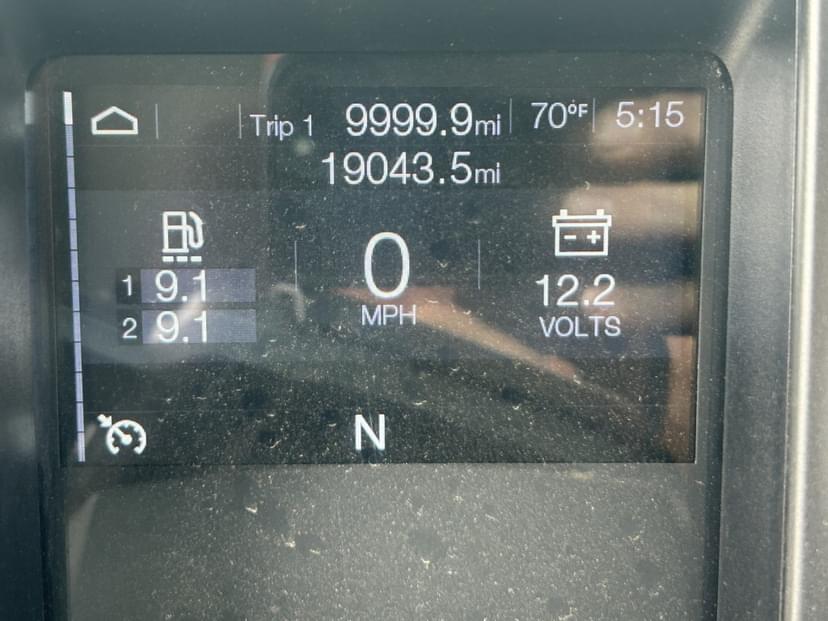 Trip 1 9999.9mi 70°F 5:15
19043.5mi
1 9.1
2 9.1
0
MPH
- +
12.2
VOLTS
N